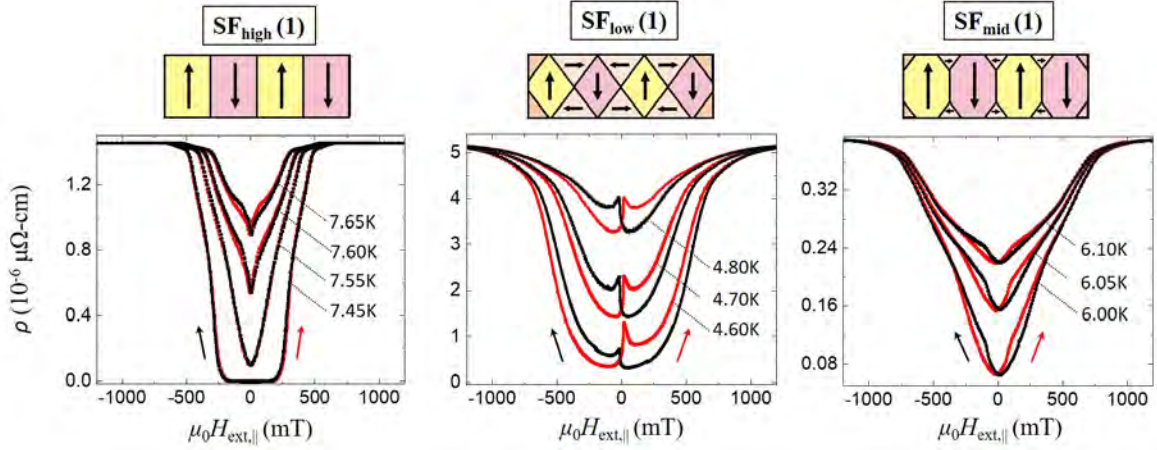 SF_high (1)
SF_low (1)
SF_mid (1)
ρ (10⁻⁶ μΩ-cm)
1.2
0.8
0.4
0.0
7.65K
7.60K
7.55K
7.45K
-1000 -500 0 500 1000
μ₀H_ext,|| (mT)
5
4
3
2
1
0
4.80K
4.70K
4.60K
-1000 -500 0 500 1000
μ₀H_ext,|| (mT)
0.32
0.24
0.16
0.08
6.10K
6.05K
6.00K
-1000 -500 0 500 1000
μ₀H_ext,|| (mT)